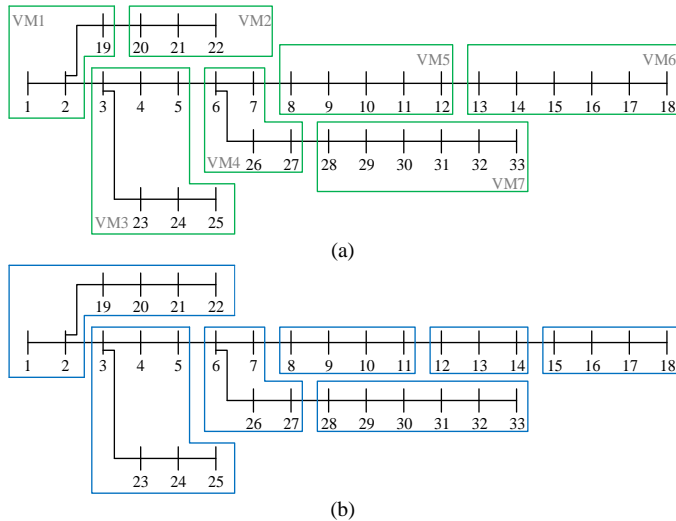 VM1 VM2
19 20 21 22
VM5 VM6
1 2 3 4 5 6 7 8 9 10 11 12 13 14 15 16 17 18
VM4 26 27 28 29 30 31 32 33
VM7
VM3 23 24 25
(a)
19 20 21 22
1 2 3 4 5 6 7 8 9 10 11 12 13 14 15 16 17 18
26 27 28 29 30 31 32 33
23 24 25
(b)